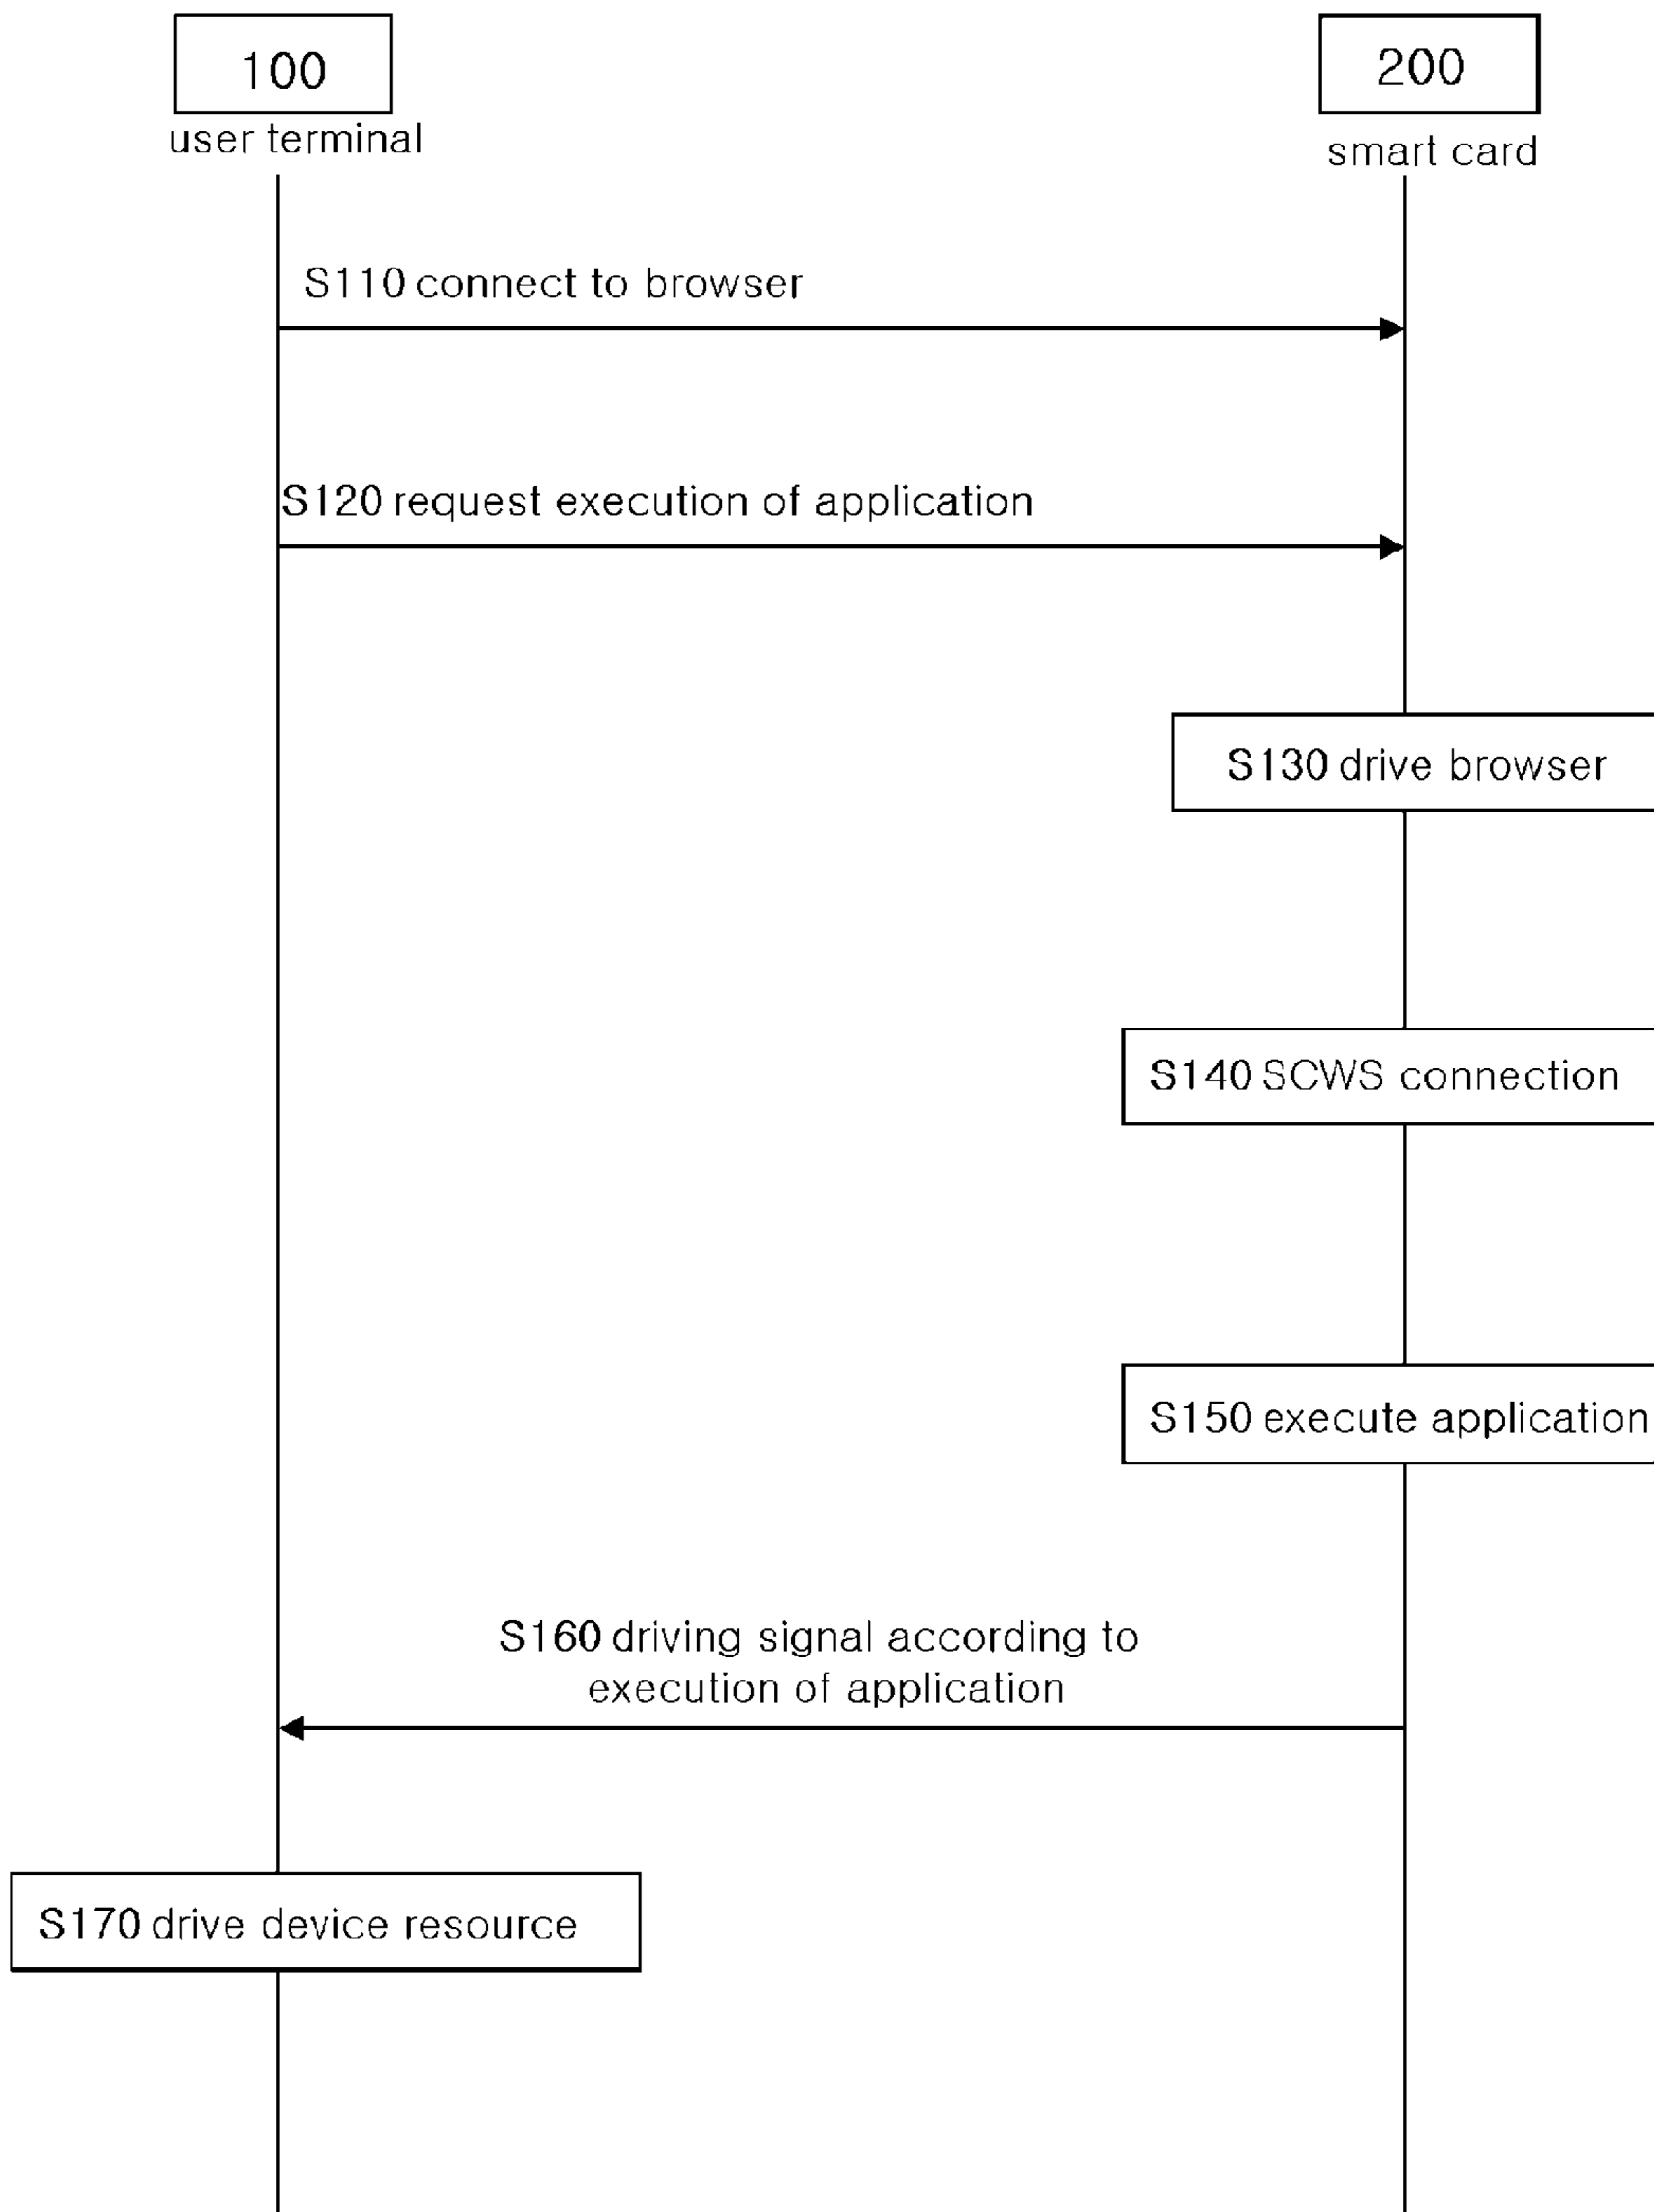 100
200
user terminal
smart card
S110 connect to browser
S120 request execution of application
S130 drive browser
S140 SCWS connection
S150 execute application
S160 driving signal according to
execution of application
S170 drive device resource